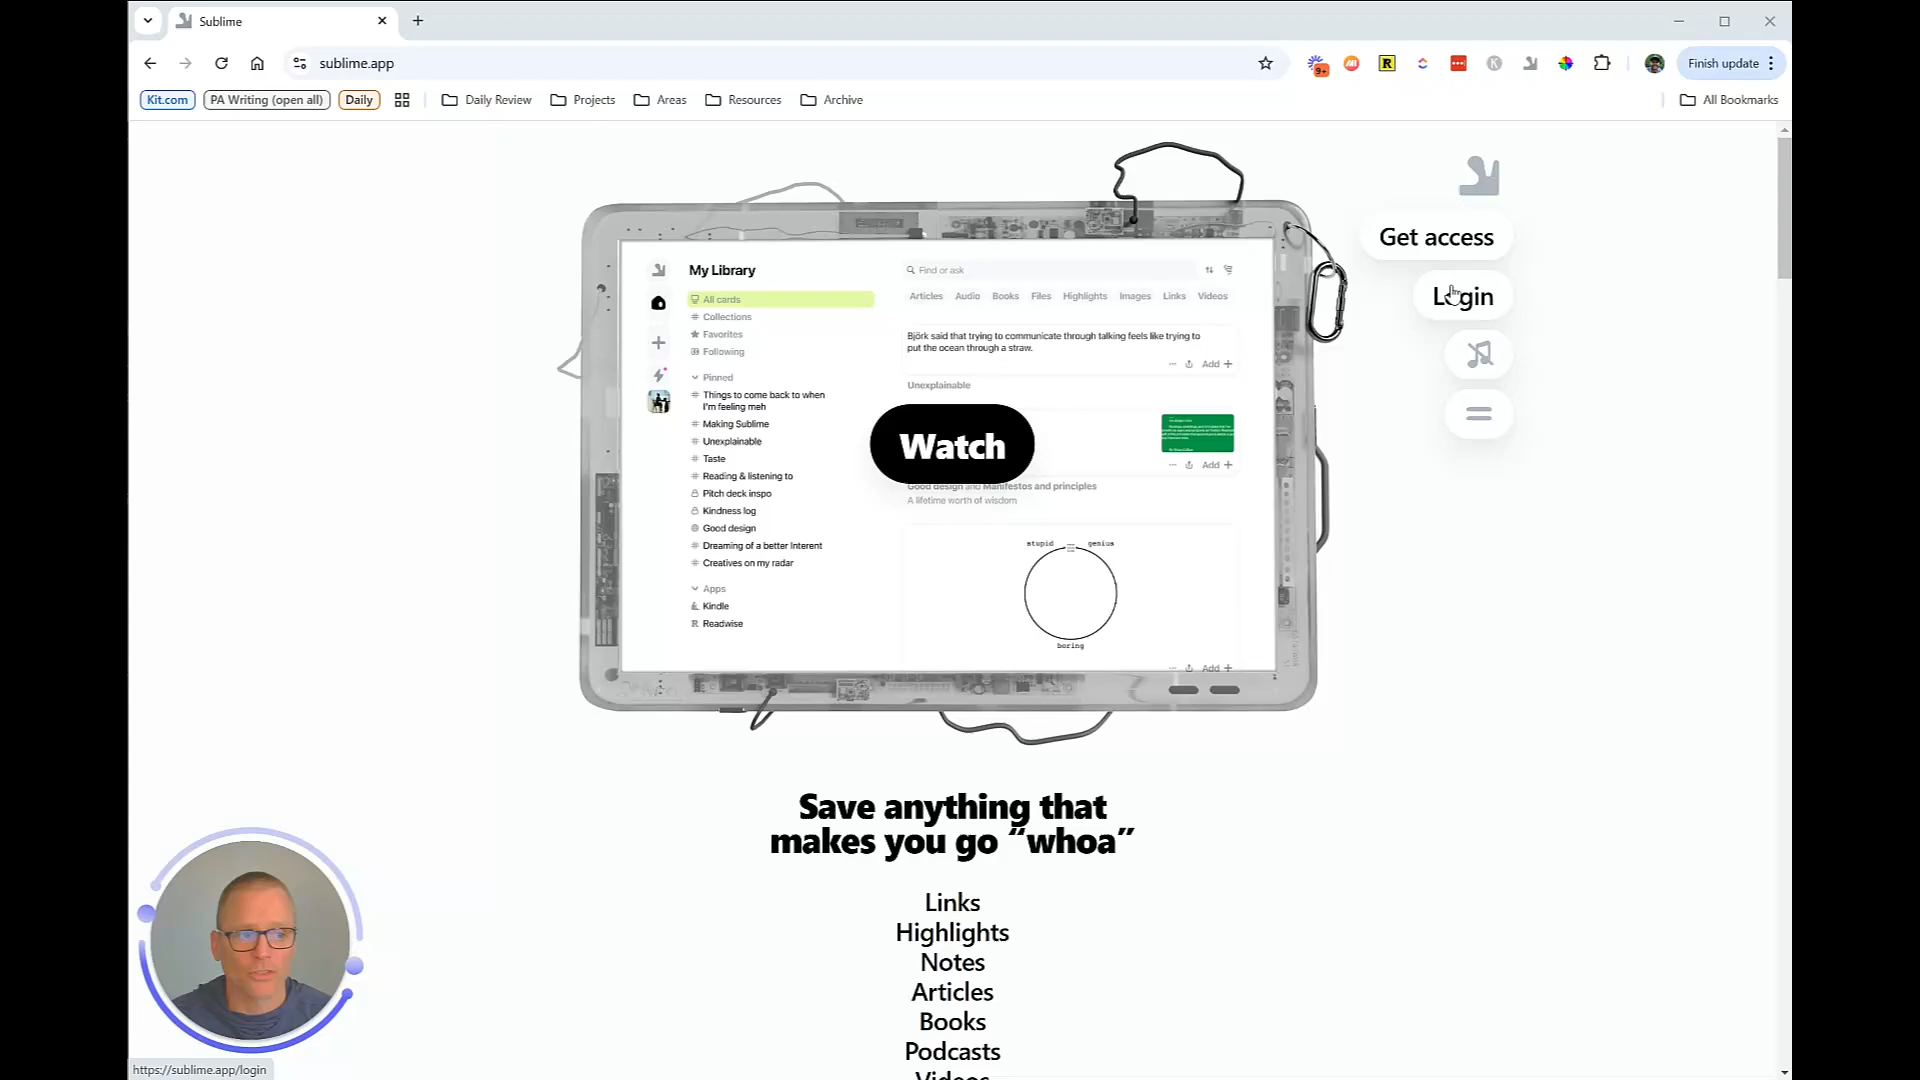 Sublime
sublime.app
9+
R
K
Finish update
Kit.com
PA Writing (open all)
Daily
Daily Review
Projects
Areas
Resources
Archive
All Bookmarks
Get access
Login
My Library
All cards
Collections
Favorites
Following
Pinned
Things to come back to when
I'm feeling meh
Making Sublime
Unexplainable
Taste
Reading & listening to
Pitch deck inspo
Kindness log
Good design
Dreaming of a better Interent
Creatives on my radar
Apps
Kindle
R Readwise
Find or ask
Articles
Audio
Books
Files
Highlights
Images
Links
Videos
Björk said that trying to communicate through talking feels like trying to
put the ocean through a straw.
Add +
Unexplainable
Watch
Add +
Good design and Manifestos and principles
A lifetime worth of wisdom
stupid
genius
boring
Add +
Save anything that
makes you go “whoa”
Links
Highlights
Notes
Articles
Books
Podcasts
Videos
https://sublime.app/login